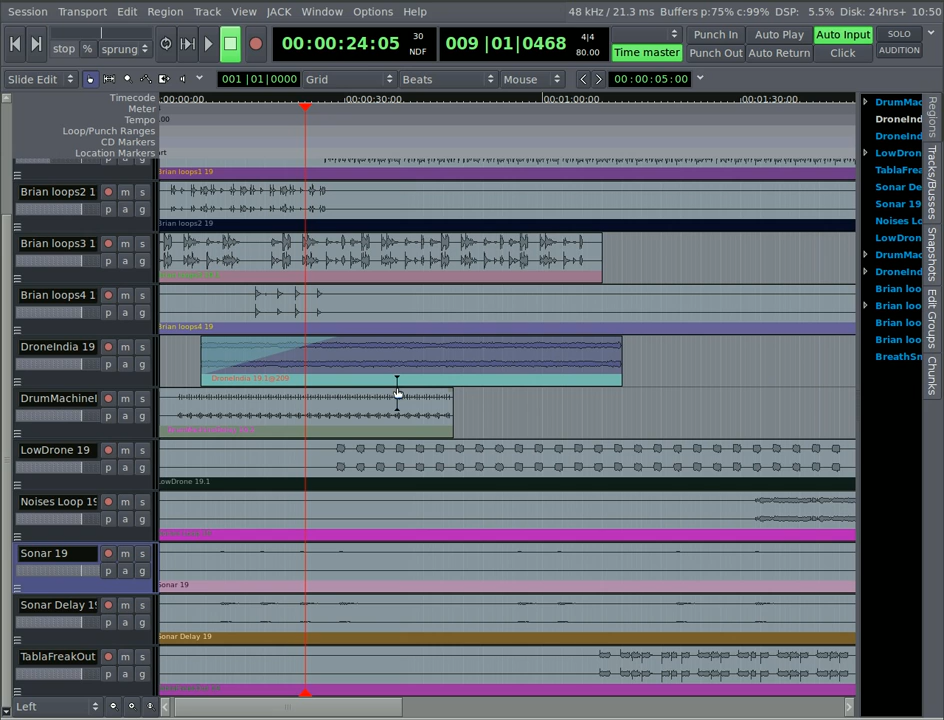 Session Transport Edit Region Track View JACK Window Options Help 48 kHz / 21.3 ms Buffers p:75% c:99% DSP: 5.5% Disk: 24hrs+ 10:50
stop % sprung 00:00:24:05 30 NDF 009|01|0468 4/4 80.00 Time master Punch In Auto Play Auto Input SOLO
Punch Out Auto Return Click AUDITION
Slide Edit 001|01|0000 Grid Beats Mouse 00:00:05:00
Timecode :00:00:00 00:00:30:00 00:01:00:00 00:01:30:00
Meter
Tempo
Loop/Punch Ranges
CD Markers
Location Markers
Brian loops1 19
Brian loops2 1 m s
p a g
Brian loops2 19
Brian loops3 1 m s
p a g
Brian loops4 1 m s
p a g
Brian loops4 19
DroneIndia 19 m s
p a g
DroneIndia 19.1@209
DrumMachineI m s
p a g
LowDrone 19 m s
p a g
LowDrone 19.1
Noises Loop 19 m s
p a g
Sonar 19 m s
p a g
Sonar 19
Sonar Delay 19 m s
p a g
Sonar Delay 19
TablaFreakOut m s
p a g
Left
DrumMac
DroneInd
DroneInd
LowDron
TablaFrea
Sonar De
Sonar 19
Noises Lo
LowDron
DrumMac
DroneInd
Brian loo
Brian loo
Brian loo
Brian loo
BreathSn
Regions
Tracks/Busses
Snapshots
Edit Groups
Chunks